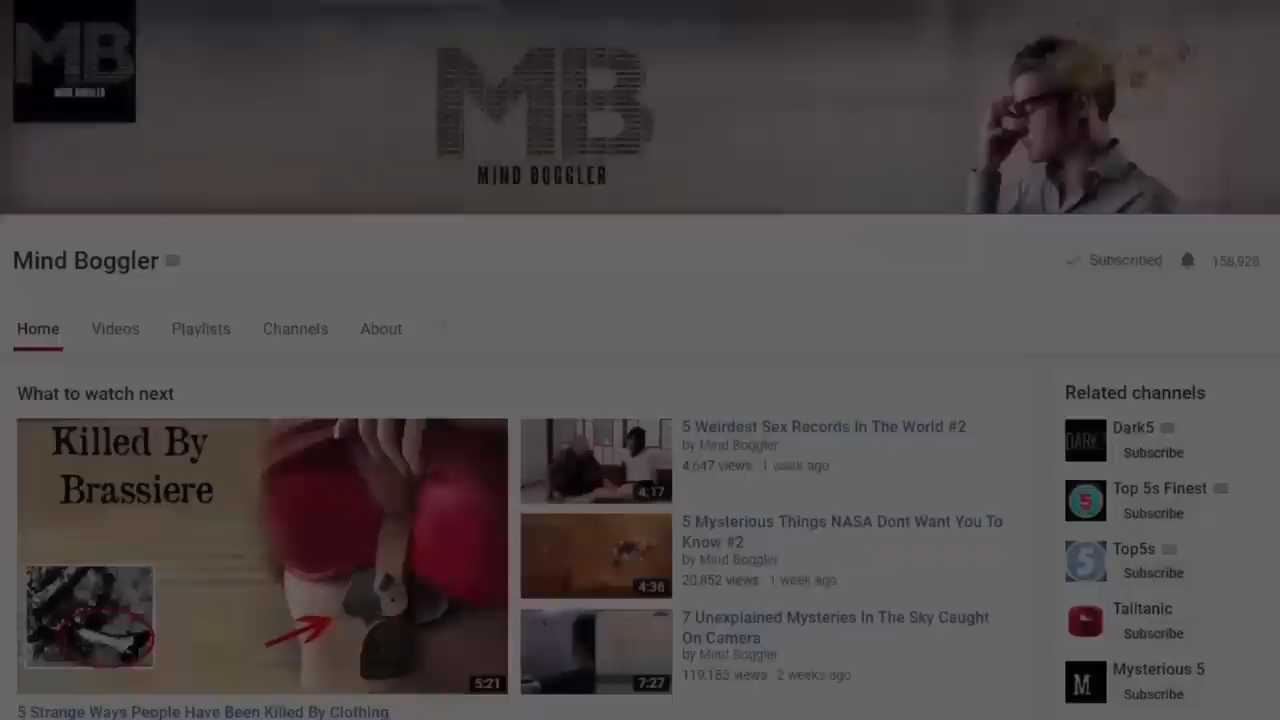 MB
MIND BOGGLER
MB
MIND BOGGLER
Mind Boggler
Subscribed 158,928
Home Videos Playlists Channels About
What to watch next
Killed By
Brassiere
5:21
5 Strange Ways People Have Been Killed By Clothing
4:17
5 Weirdest Sex Records In The World #2
by Mind Boggler
4,647 views 1 week ago
4:36
5 Mysterious Things NASA Dont Want You To
Know #2
by Mind Boggler
20,852 views 1 week ago
7:27
7 Unexplained Mysteries In The Sky Caught
On Camera
by Mind Boggler
119,185 views 2 weeks ago
Related channels
DARK
Dark5
Subscribe
5
Top 5s Finest
Subscribe
5
Top5s
Subscribe
Talltanic
Subscribe
M
Mysterious 5
Subscribe